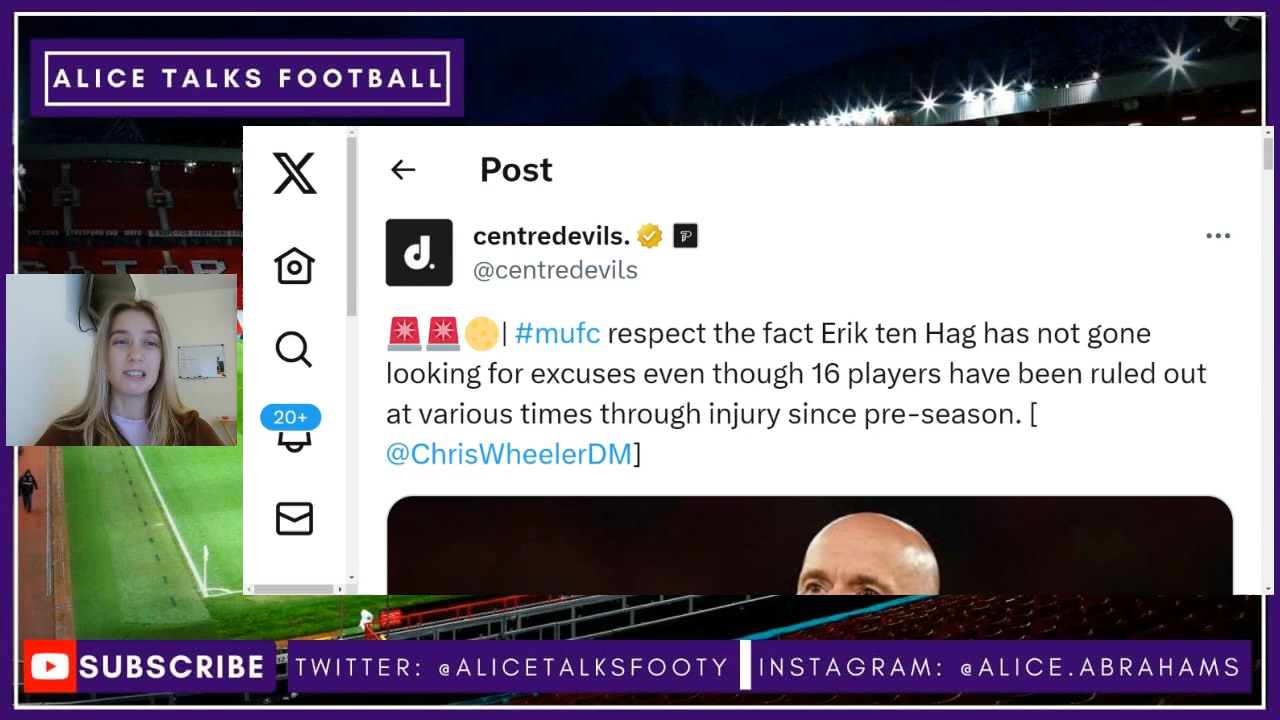 ALICE TALKS FOOTBALL
Post
centredevils.
@centredevils
d.
| #mufc respect the fact Erik ten Hag has not gone
looking for excuses even though 16 players have been ruled out
at various times through injury since pre-season. [
@ChrisWheelerDM]
20+
SUBSCRIBE
TWITTER: @ALICETALKSFOOTY
INSTAGRAM: @ALICE.ABRAHAMS